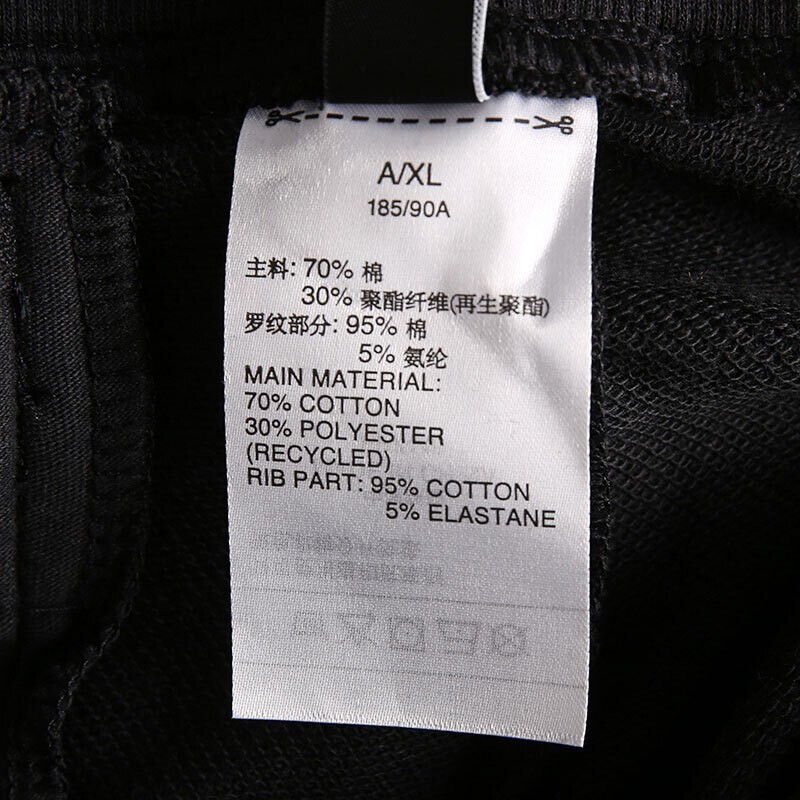 A/XL
185/90A
主料: 70% 棉
30% 聚酯纤维(再生聚酯)
罗纹部分: 95% 棉
5% 氨纶
MAIN MATERIAL:
70% COTTON
30% POLYESTER
(RECYCLED)
RIB PART: 95% COTTON
5% ELASTANE